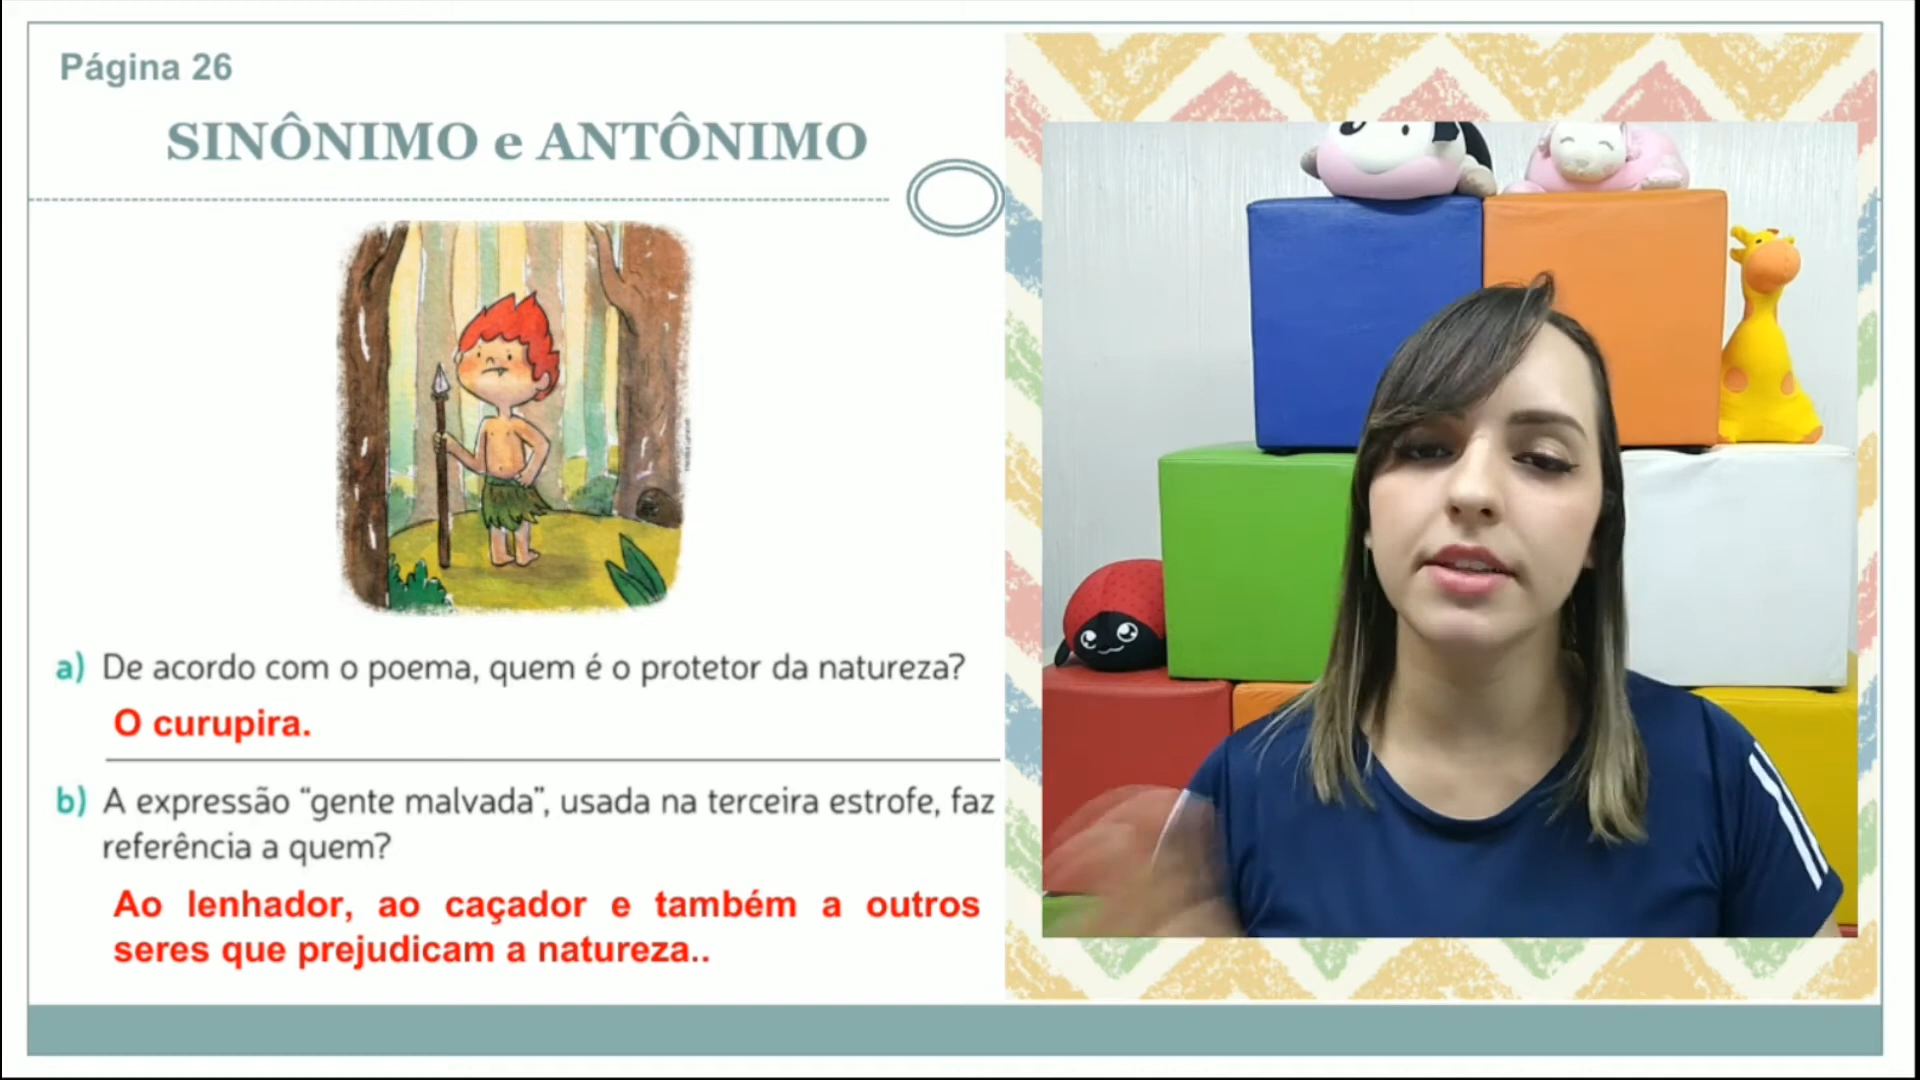 Página 26
SINÔNIMO e ANTÔNIMO
a) De acordo com o poema, quem é o protetor da natureza?
O curupira.
b) A expressão “gente malvada”, usada na terceira estrofe, faz
referência a quem?
Ao lenhador, ao caçador e também a outros
seres que prejudicam a natureza..